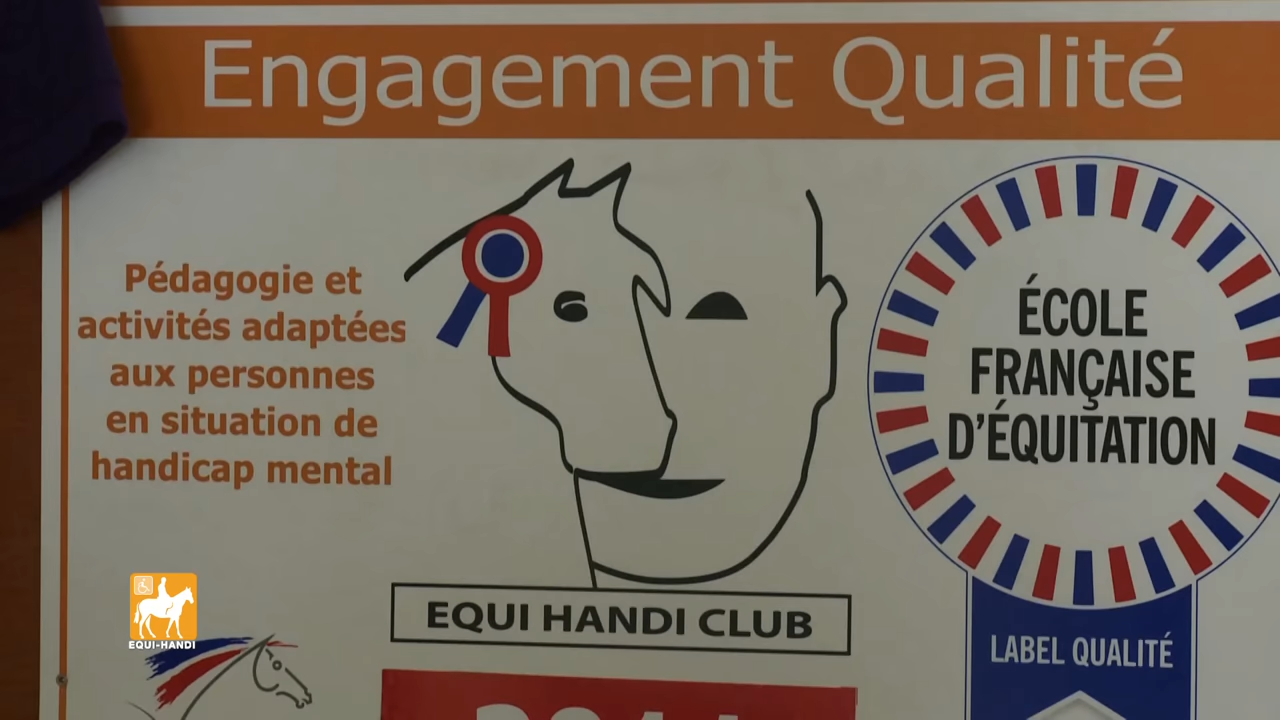 Engagement Qualité
Pédagogie et
activités adaptées
aux personnes
en situation de
handicap mental
ÉCOLE
FRANÇAISE
D'ÉQUITATION
EQUI HANDI CLUB
LABEL QUALITÉ
EQUI-HANDI